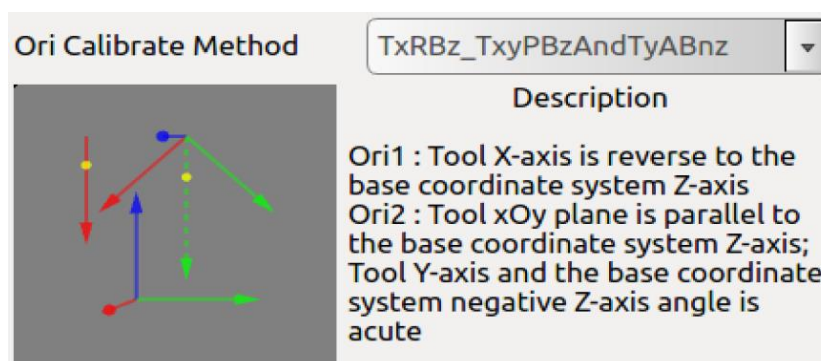 Ori Calibrate Method
TxRBz_TxyPBzAndTyABnz
Description
Ori1 : Tool X-axis is reverse to the
base coordinate system Z-axis
Ori2 : Tool xOy plane is parallel to
the base coordinate system Z-axis;
Tool Y-axis and the base coordinate
system negative Z-axis angle is
acute